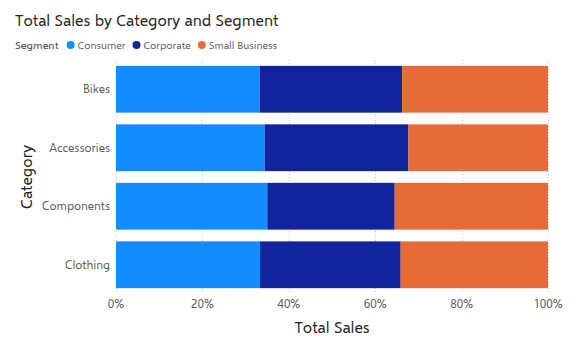 Total Sales by Category and Segment
Segment Consumer Corporate Small Business
Category
Bikes
Accessories
Components
Clothing
0% 20% 40% 60% 80% 100%
Total Sales